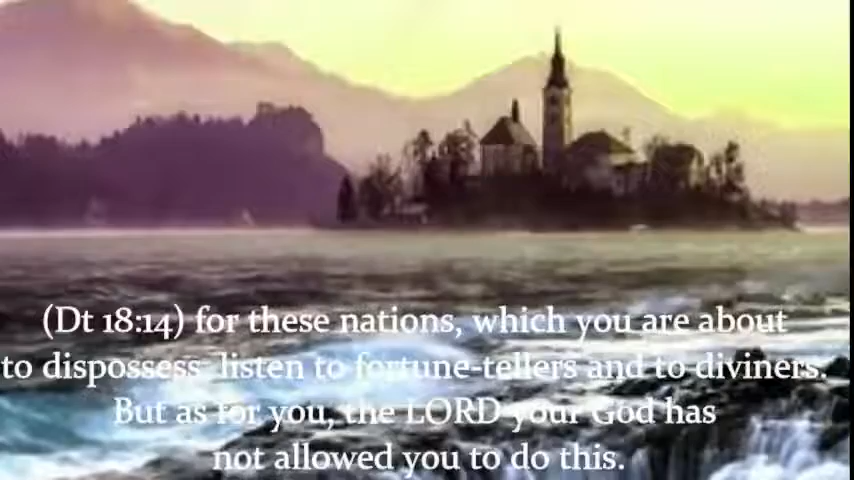 (Dt 18:14) for these nations, which you are about
to dispossess, listen to fortune-tellers and to diviners.
But as for you, the LORD your God has
not allowed you to do this.